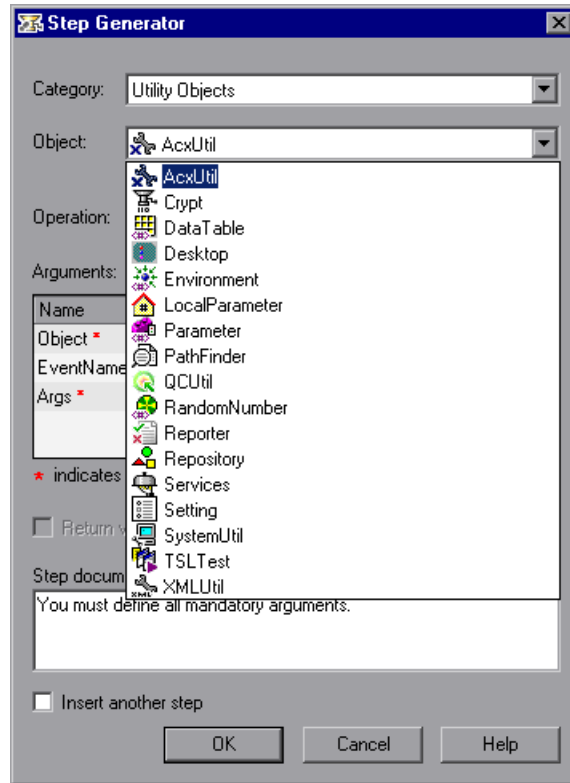 Step Generator
Category: Utility Objects
Object: AcxUtil
AcxUtil
Crypt
Operation:
DataTable
Desktop
Arguments:
Environment
Name
LocalParameter
Object *
Parameter
EventName
PathFinder
Args *
QCUtil
RandomNumber
Reporter
Repository
* indicates
Services
Setting
Return v
SystemUtil
TSLTest
Step docum
XMLUtil
You must define all mandatory arguments.
Insert another step
OK Cancel Help